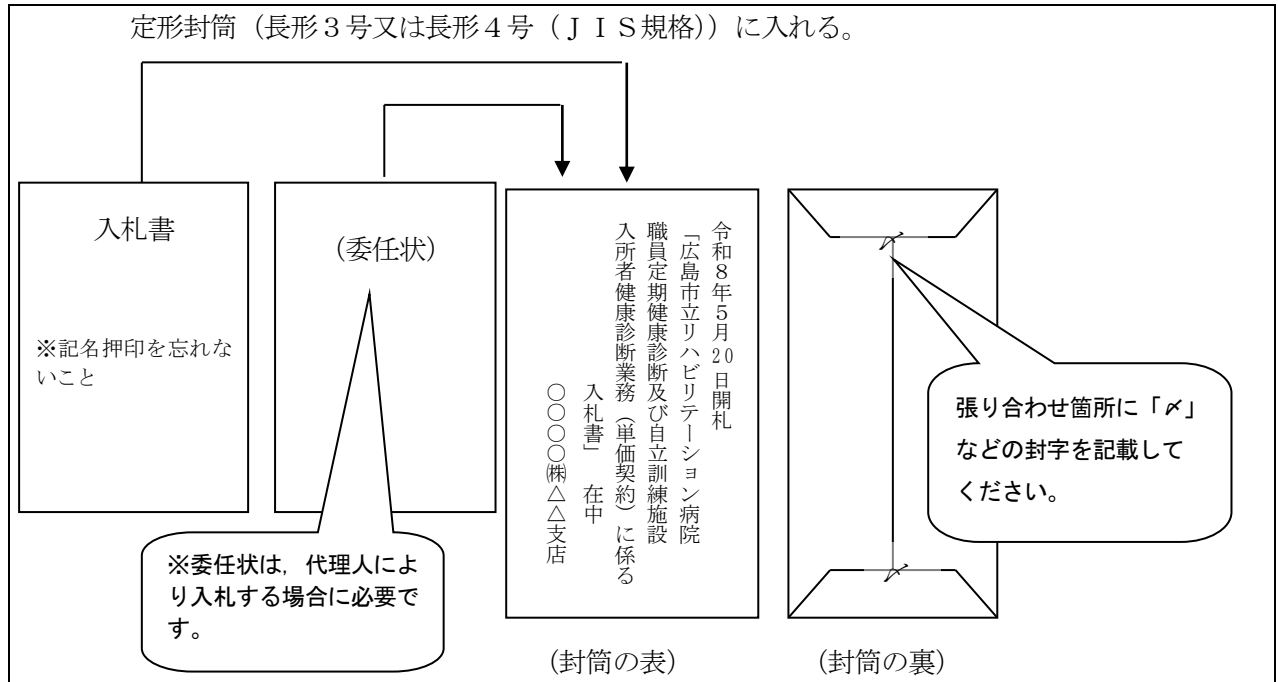 定形封筒（長形３号又は長形４号（ＪＩＳ規格））に入れる。
入札書
※記名押印を忘れな
いこと
(委任状)
※委任状は，代理人によ
り入札する場合に必要で
す。
令和８年５月20日開札
「広島市立リハビリテーション病院
職員定期健康診断及び自立訓練施設
入所者健康診断業務（単価契約）に係る
入札書」　在中
○○○○㈱△△支店
(封筒の表)
〆
〆
張り合わせ箇所に「〆」
などの封字を記載して
ください。
(封筒の裏)